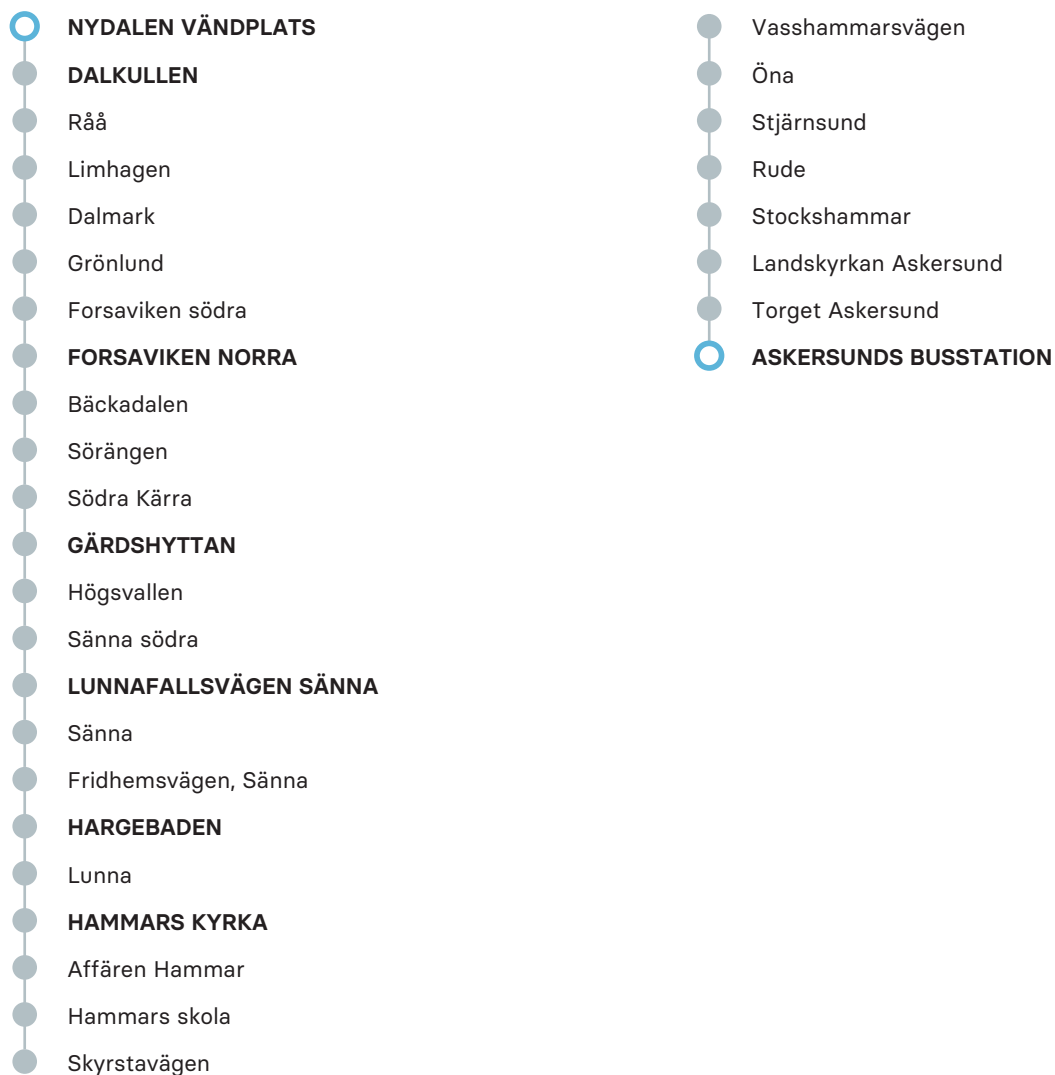 NYDALEN VÄNDPLATS
DALKULLEN
Råå
Limhagen
Dalmark
Grönlund
Forsaviken södra
FORSAVIKEN NORRA
Bäckadalen
Sörängen
Södra Kärra
GÄRDSHYTTAN
Högsvallen
Sänna södra
LUNNAFALLSVÄGEN SÄNNA
Sänna
Fridhemsvägen, Sänna
HARGEBADEN
Lunna
HAMMARS KYRKA
Affären Hammar
Hammars skola
Skyrstavägen
Vasshammarsvägen
Öna
Stjärnsund
Rude
Stockshammar
Landskyrkan Askersund
Torget Askersund
ASKERSUNDS BUSSTATION